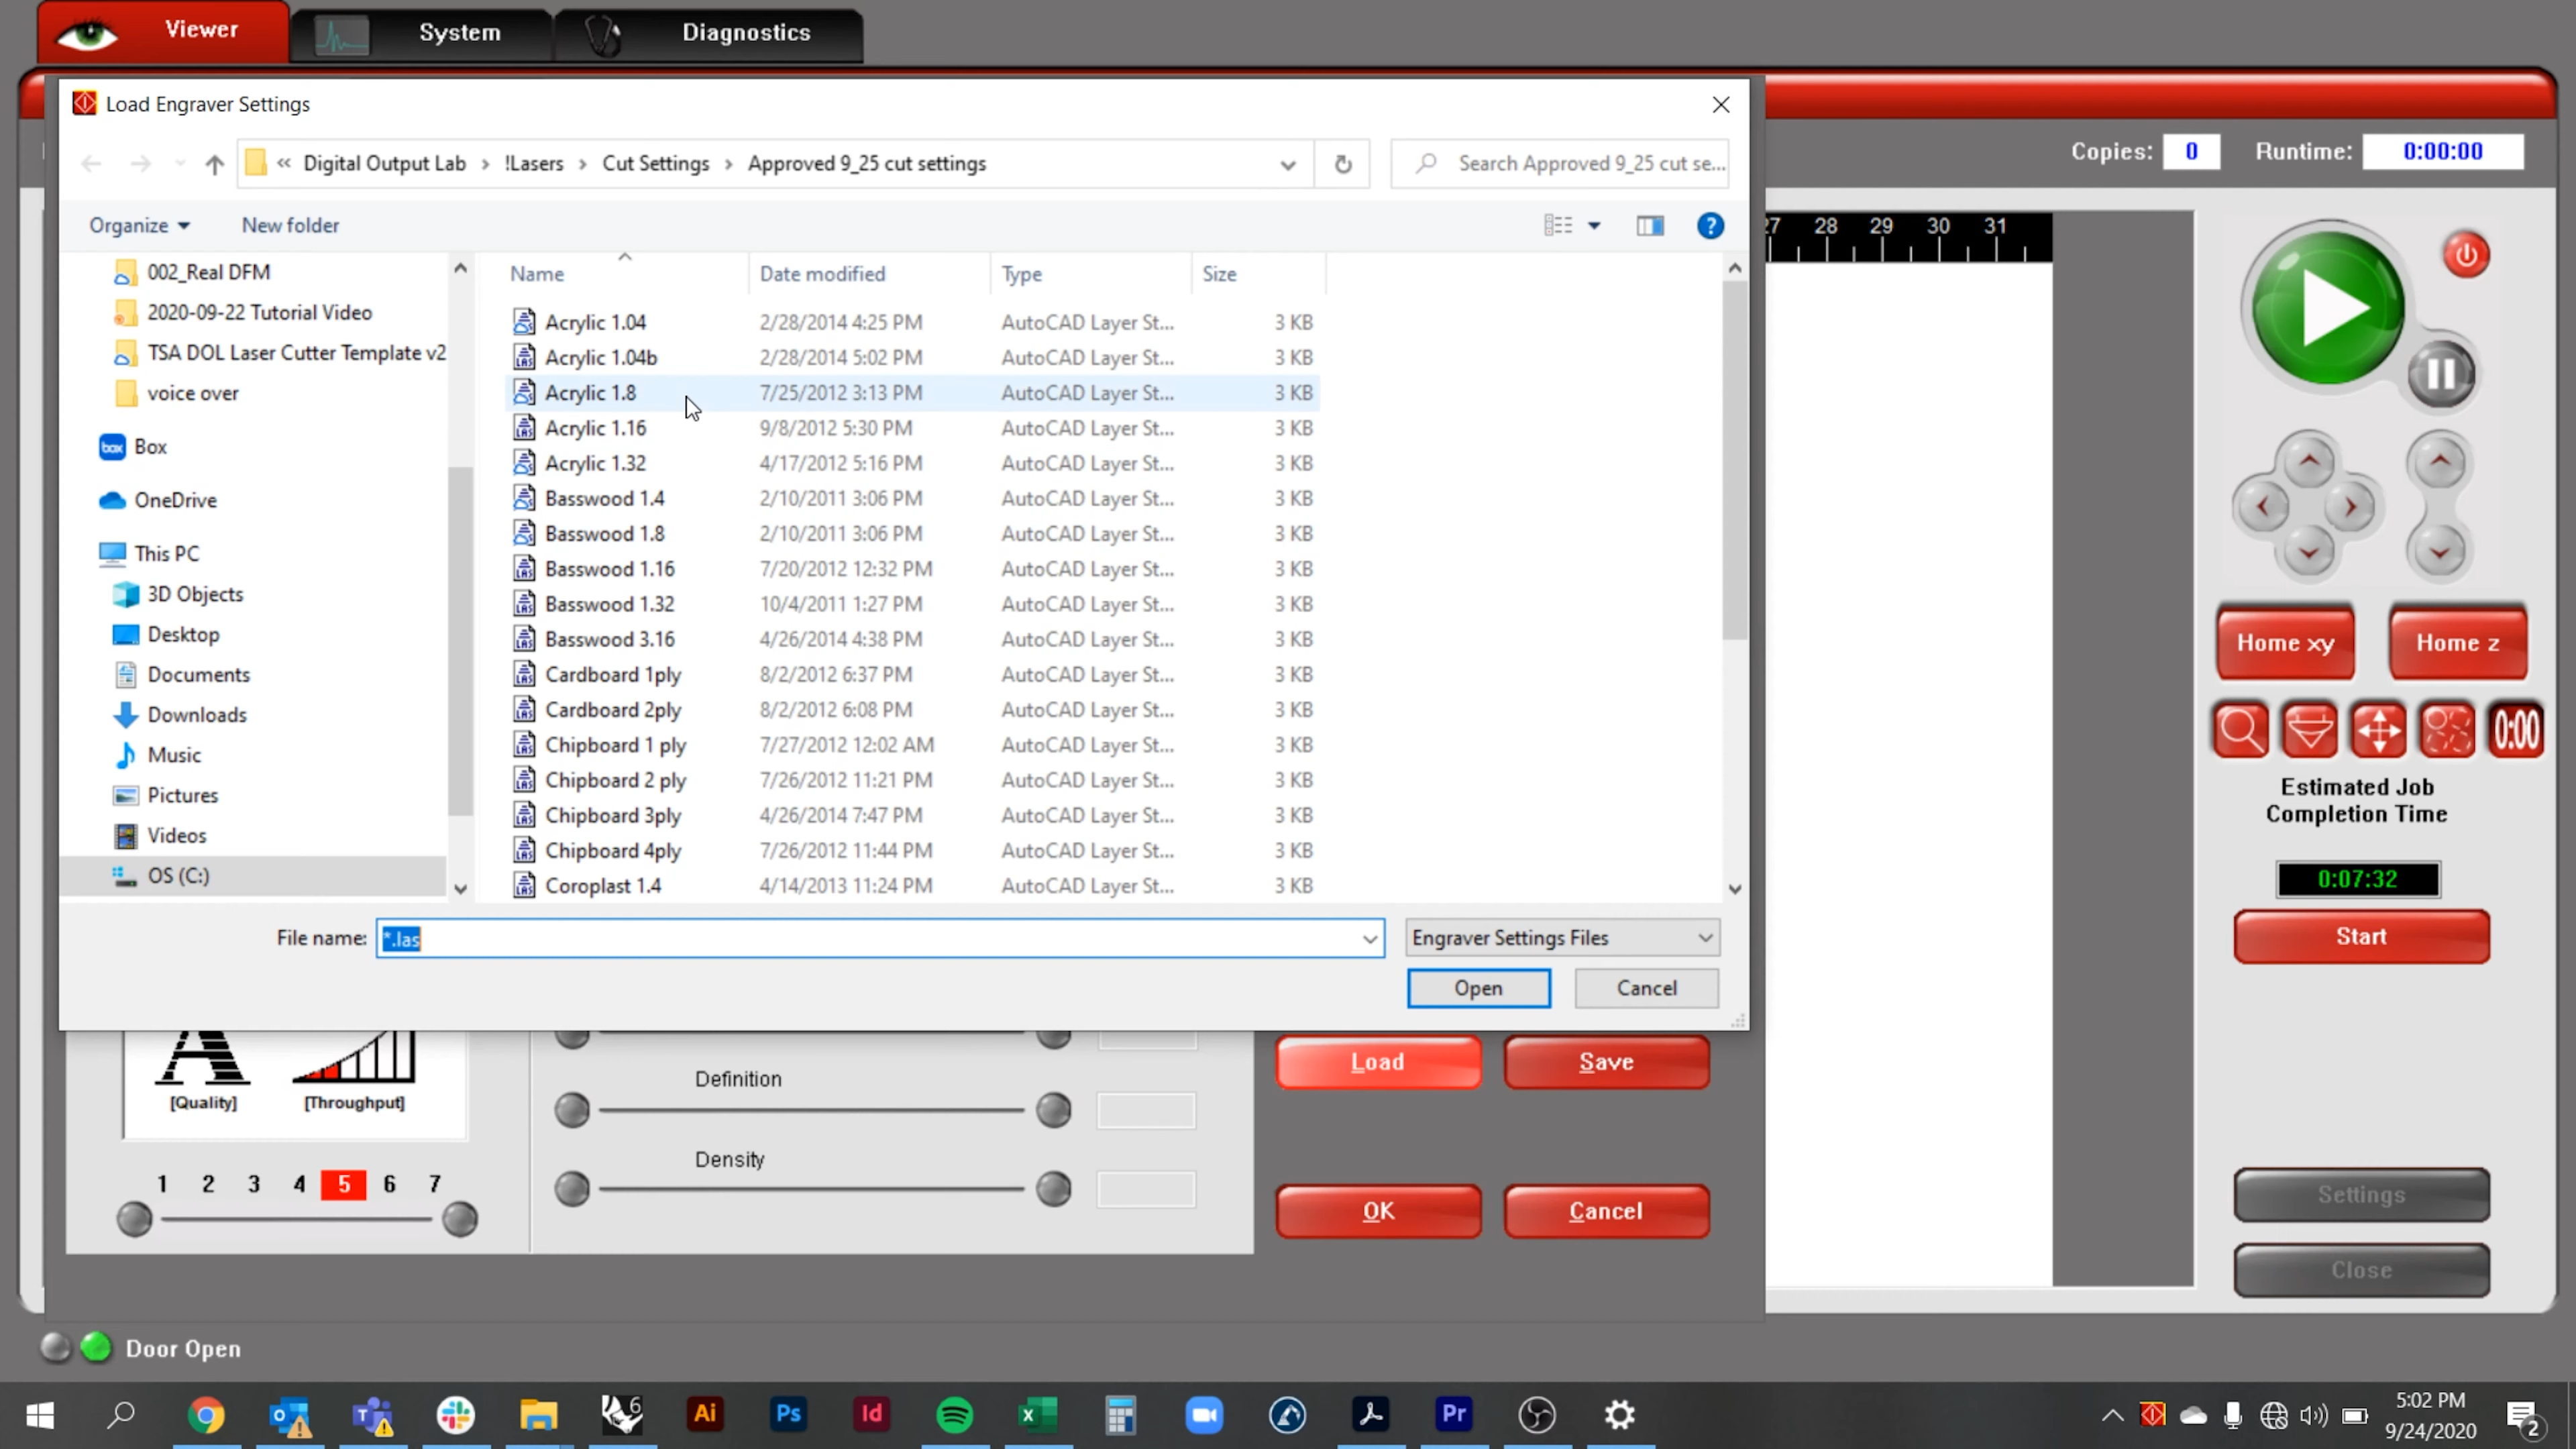 Viewer
System
Diagnostics
Load Engraver Settings
« Digital Output Lab › !Lasers › Cut Settings › Approved 9_25 cut settings
Search Approved 9_25 cut se...
Copies: 0 Runtime: 0:00:00
Organize New folder
27 28 29 30 31
002_Real DFM
2020-09-22 Tutorial Video
TSA DOL Laser Cutter Template v2
voice over
Box
OneDrive
This PC
3D Objects
Desktop
Documents
Downloads
Music
Pictures
Videos
OS (C:)
Name Date modified Type Size
Acrylic 1.04 2/28/2014 4:25 PM AutoCAD Layer St... 3 KB
Acrylic 1.04b 2/28/2014 5:02 PM AutoCAD Layer St... 3 KB
Acrylic 1.8 7/25/2012 3:13 PM AutoCAD Layer St... 3 KB
Acrylic 1.16 9/8/2012 5:30 PM AutoCAD Layer St... 3 KB
Acrylic 1.32 4/17/2012 5:16 PM AutoCAD Layer St... 3 KB
Basswood 1.4 2/10/2011 3:06 PM AutoCAD Layer St... 3 KB
Basswood 1.8 2/10/2011 3:06 PM AutoCAD Layer St... 3 KB
Basswood 1.16 7/20/2012 12:32 PM AutoCAD Layer St... 3 KB
Basswood 1.32 10/4/2011 1:27 PM AutoCAD Layer St... 3 KB
Basswood 3.16 4/26/2014 4:38 PM AutoCAD Layer St... 3 KB
Cardboard 1ply 8/2/2012 6:37 PM AutoCAD Layer St... 3 KB
Cardboard 2ply 8/2/2012 6:08 PM AutoCAD Layer St... 3 KB
Chipboard 1 ply 7/27/2012 12:02 AM AutoCAD Layer St... 3 KB
Chipboard 2 ply 7/26/2012 11:21 PM AutoCAD Layer St... 3 KB
Chipboard 3ply 4/26/2014 7:47 PM AutoCAD Layer St... 3 KB
Chipboard 4ply 7/26/2012 11:44 PM AutoCAD Layer St... 3 KB
Coroplast 1.4 4/14/2013 11:24 PM AutoCAD Layer St... 3 KB
File name: *.las
Engraver Settings Files
Open Cancel
Home xy Home z
0:00
Estimated Job
Completion Time
0:07:32
Start
Settings
Close
A
[Quality] [Throughput]
1 2 3 4 5 6 7
Definition
Density
Load Save
OK Cancel
Door Open
box
6
Ai
Ps
Id
Pr
5:02 PM
9/24/2020
2